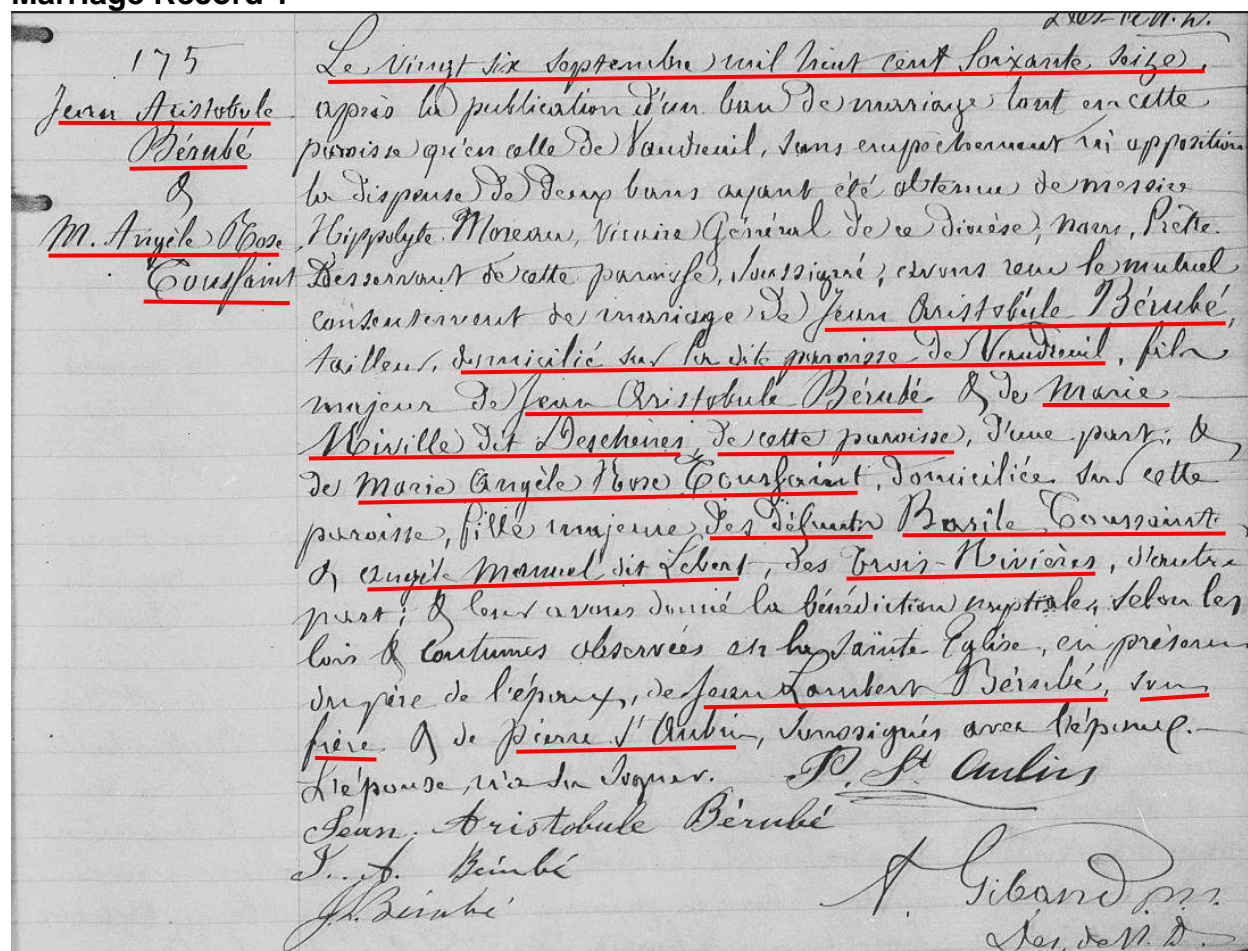 Marriage Record 1
175
Jean Aristobule
Bérubé
&
M. Angèle Rose
Toussaint
Le vingt six septembre mil huit cent soixante seize,
après la publication d'un ban de mariage tant en cette
paroisse qu'en celle de Vaudreuil, sans empêchement ni opposition
la dispense de deux bans ayant été obtenue de messire
Hippolyte Moreau, Vicaire Général de ce diocèse, nous, Prêtre
Desservant de cette paroisse, soussigné, avons reçu le mutuel
consentement de mariage de Jean Aristobule Bérubé,
tailleur, domicilié sur la dite paroisse de Vaudreuil, fils
majeur de Jean Aristobule Bérubé & de Marie
Miville dit Deschênes, de cette paroisse, d'une part; &
de Marie Angèle Rose Toussaint, domiciliée sur cette
paroisse, fille majeure des défunts Basile Toussaint
& Angèle Manuel dit Lebert, des Trois-Rivières, d'autre
part; & leur avons donné la bénédiction nuptiale, selon les
lois & coutumes observées en la Sainte Eglise, en présence
du père de l'époux, de Jean Lambert Bérubé, son
frère & de Pierre St Aubin, soussignés avec l'époux.
L'épouse, n'a su signer. P. St. Aubin
Jean Aristobule Bérubé
J. A. Bérubé
J. L. Bérubé